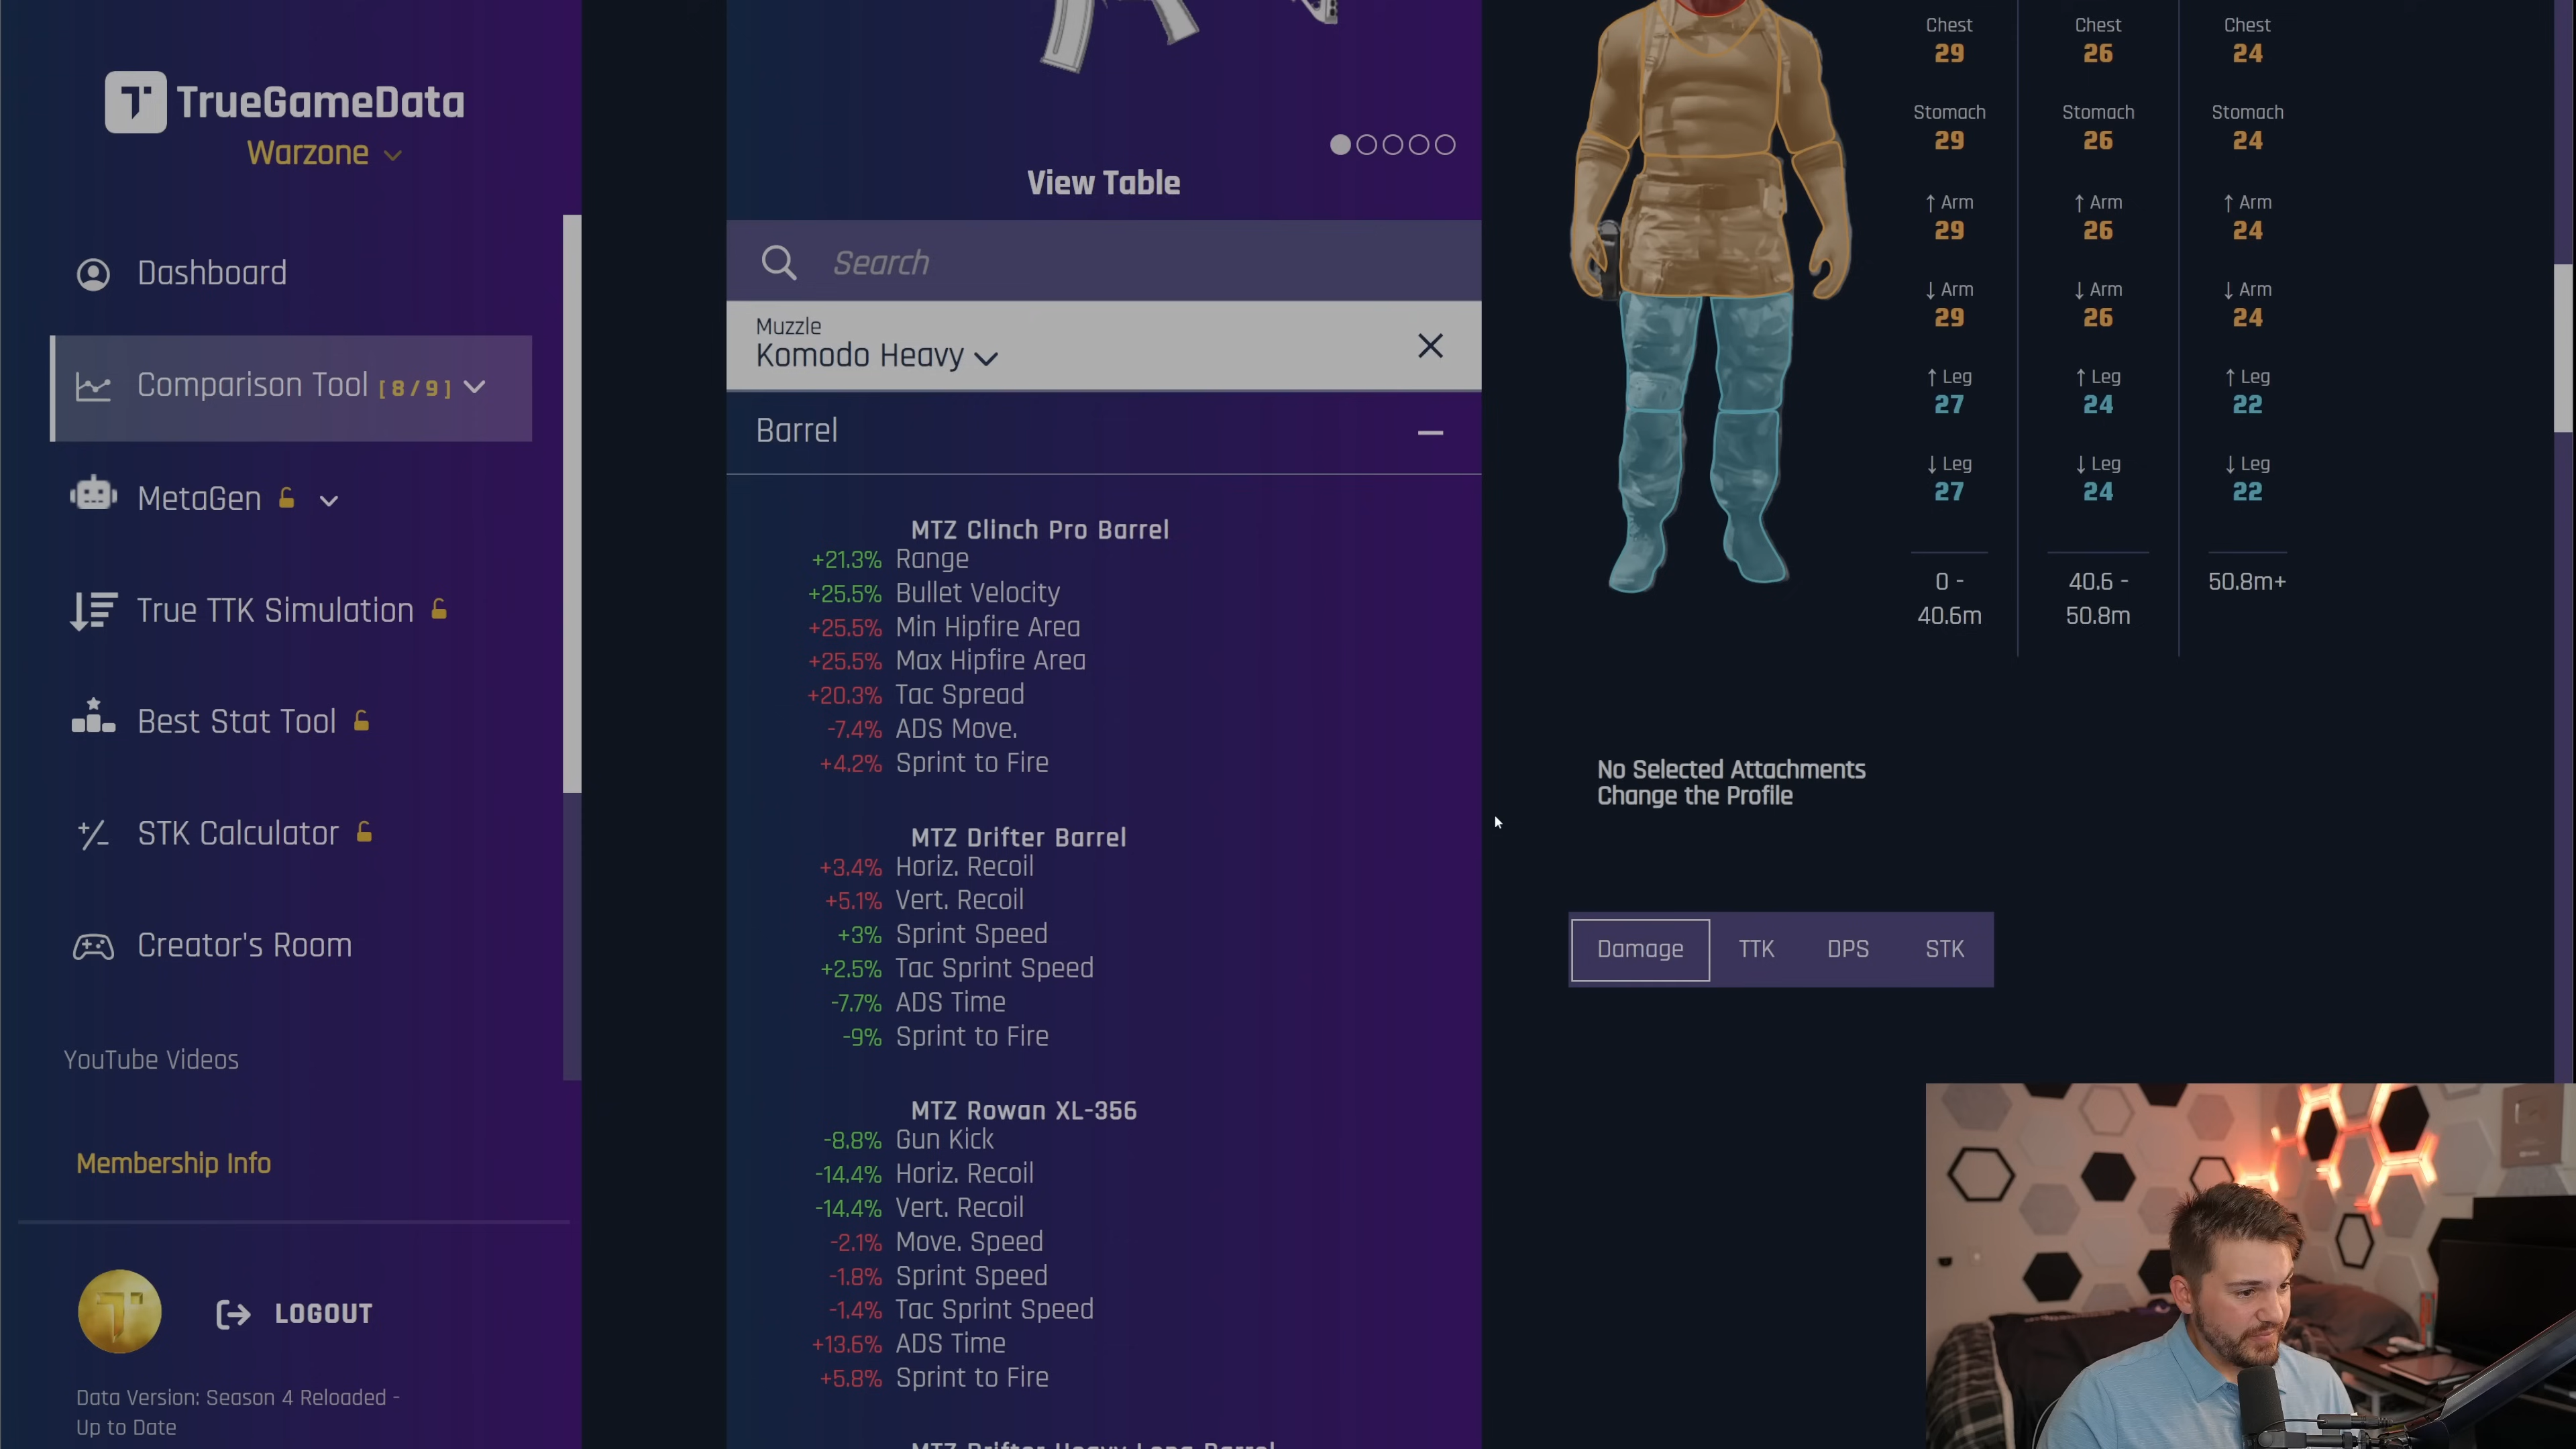 TrueGameData
Warzone
Dashboard
Comparison Tool [ 8 / 9 ]
MetaGen
True TTK Simulation
Best Stat Tool
STK Calculator
Creator's Room
YouTube Videos
Membership Info
LOGOUT
Data Version: Season 4 Reloaded -
Up to Date
View Table
Search
Muzzle
Komodo Heavy
Barrel
MTZ Clinch Pro Barrel
+21.3% Range
+25.5% Bullet Velocity
+25.5% Min Hipfire Area
+25.5% Max Hipfire Area
+20.3% Tac Spread
-7.4% ADS Move.
+4.2% Sprint to Fire
MTZ Drifter Barrel
+3.4% Horiz. Recoil
+5.1% Vert. Recoil
+3% Sprint Speed
+2.5% Tac Sprint Speed
-7.7% ADS Time
-9% Sprint to Fire
MTZ Rowan XL-356
-8.8% Gun Kick
-14.4% Horiz. Recoil
-14.4% Vert. Recoil
-2.1% Move. Speed
-1.8% Sprint Speed
-1.4% Tac Sprint Speed
+13.6% ADS Time
+5.8% Sprint to Fire
MTZ Drifter Heavy Long Barrel
Chest Chest Chest
29 26 24
Stomach Stomach Stomach
29 26 24
↑ Arm ↑ Arm ↑ Arm
29 26 24
↓ Arm ↓ Arm ↓ Arm
29 26 24
↑ Leg ↑ Leg ↑ Leg
27 24 22
↓ Leg ↓ Leg ↓ Leg
27 24 22
0 - 40.6 - 50.8m+
40.6m 50.8m
No Selected Attachments
Change the Profile
Damage TTK DPS STK